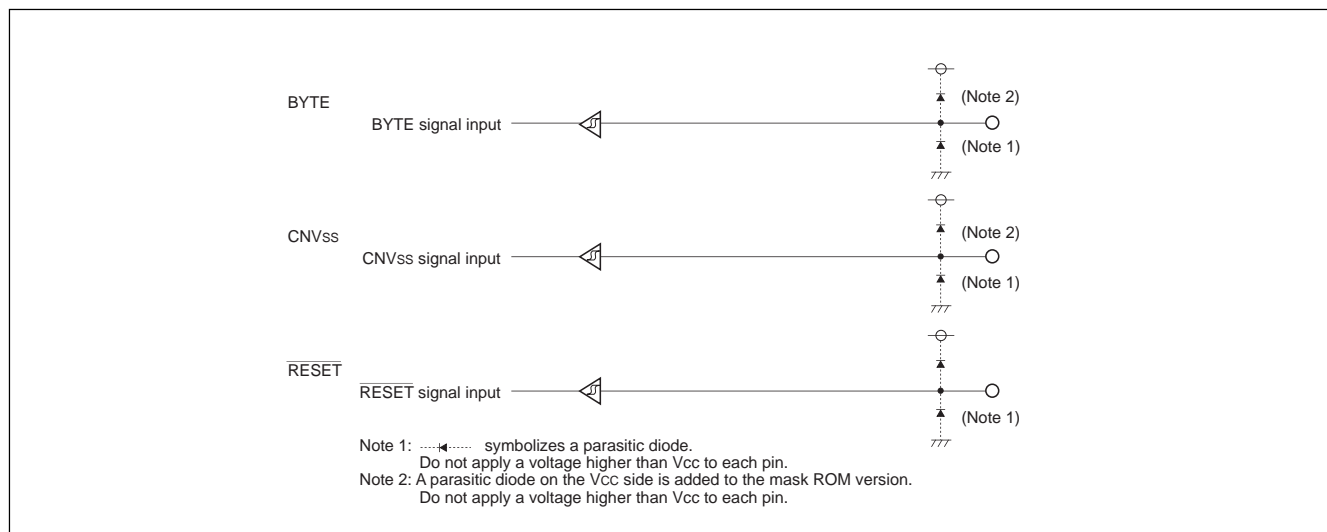 BYTE
(Note 2)
BYTE signal input
(Note 1)
CNVss
(Note 2)
CNVss signal input
(Note 1)
RESET
RESET signal input
(Note 1)
Note 1: symbolizes a parasitic diode.
Do not apply a voltage higher than Vcc to each pin.
Note 2: A parasitic diode on the VCC side is added to the mask ROM version.
Do not apply a voltage higher than Vcc to each pin.